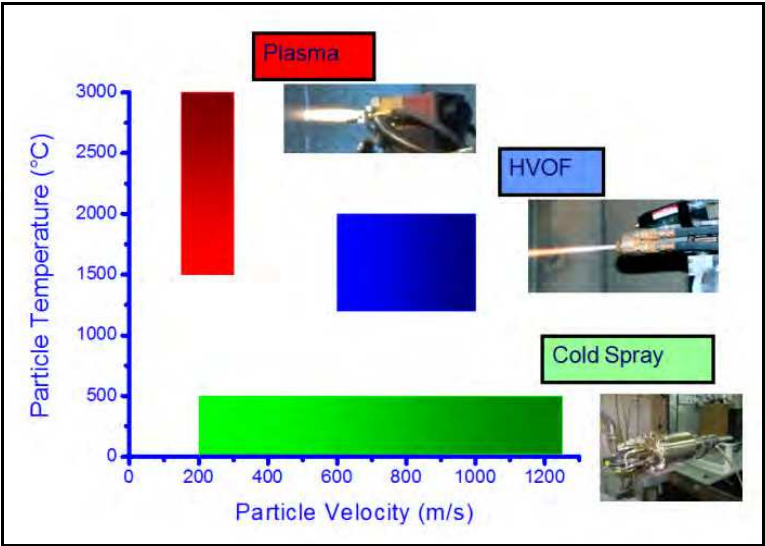 Plasma
HVOF
Cold Spray
3000
2500
2000
1500
1000
500
0
0 200 400 600 800 1000 1200
Particle Temperature (°C)
Particle Velocity (m/s)